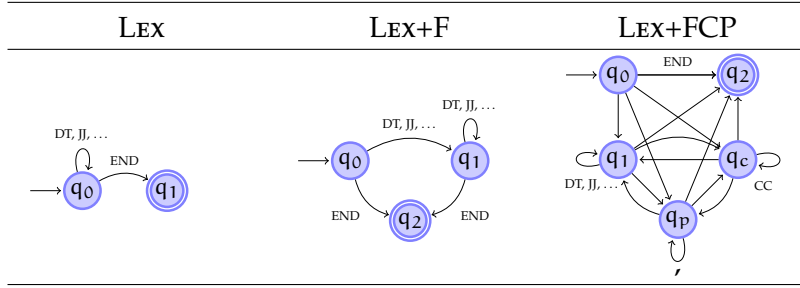 LEX LEX+F LEX+FCP
DT, JJ, ...
END
q0
q1
DT, JJ, ...
DT, JJ, ...
q0
q1
END
END
q2
q0
END
q2
q1
qc
DT, JJ, ...
CC
qp
,